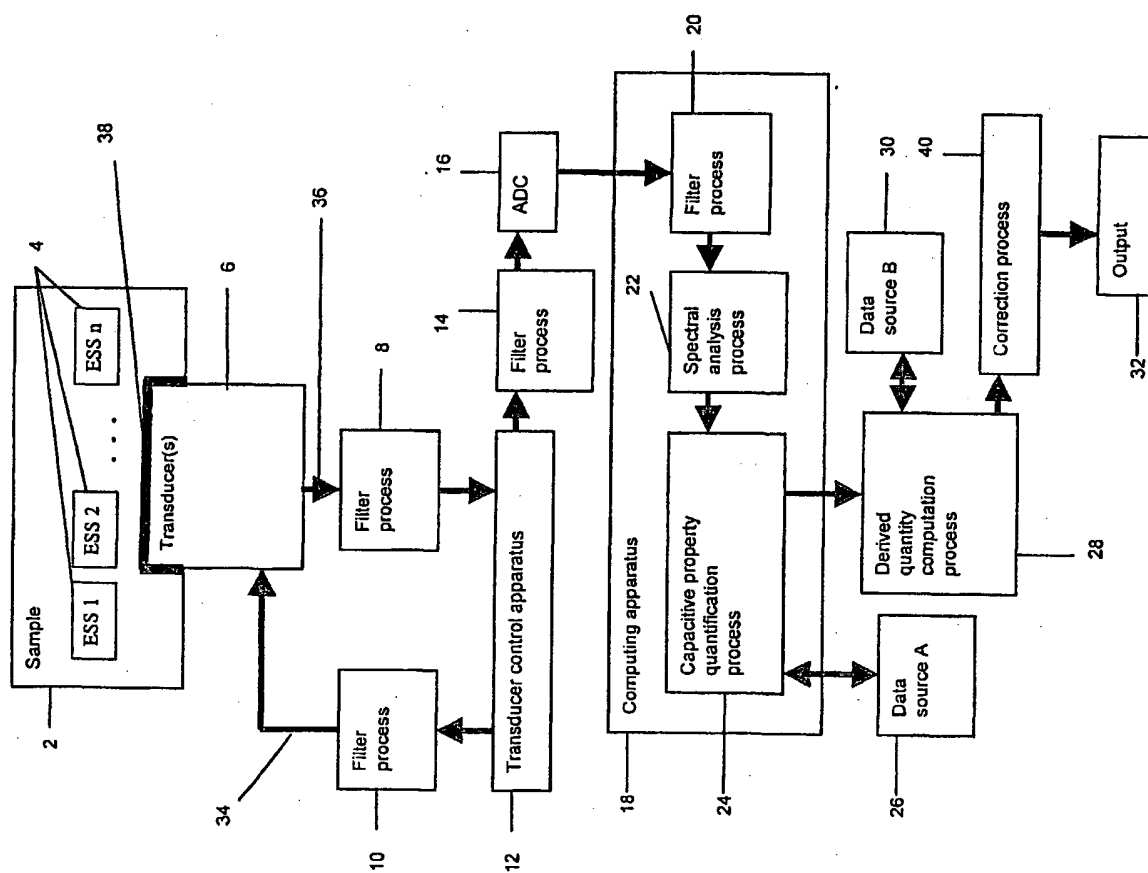 38
4
Sample
ESS 1
ESS 2
. . .
ESS n
2
Transducer(s)
6
36
34
Filter
process
8
Filter
process
10
Transducer control apparatus
12
14
Filter
process
16
ADC
20
Computing apparatus
18
Filter
process
22
Spectral
analysis
process
Capacitive property
quantification
process
24
Data
source A
26
Derived
quantity
computation
process
28
Data
source B
30
40
Correction process
Output
32